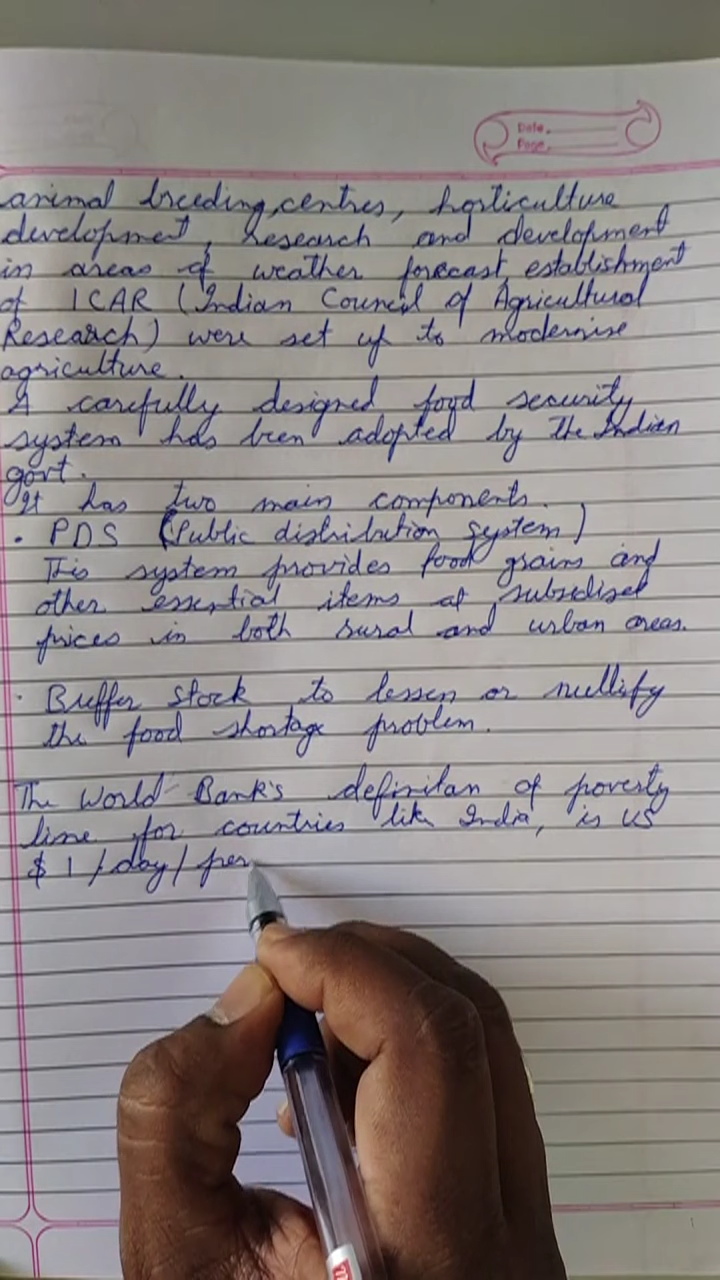 Date.
Page.
animal breeding centres, horticulture
development, research and development
in areas of weather forecast, establishment
of ICAR (Indian Council of Agricultural
Research) were set up to modernise
agriculture.
A carefully designed food security
system has been adopted by the Indian
govt.
It has two main components.
• PDS (Public distribution system)
This system provides food grains and
other essential items at subsidised
prices in both rural and urban areas.
• Buffer stock to lessen or nullify
the food shortage problem.
The World Bank's definitan of poverty
line for countries like India, is US
$ 1 / day / per